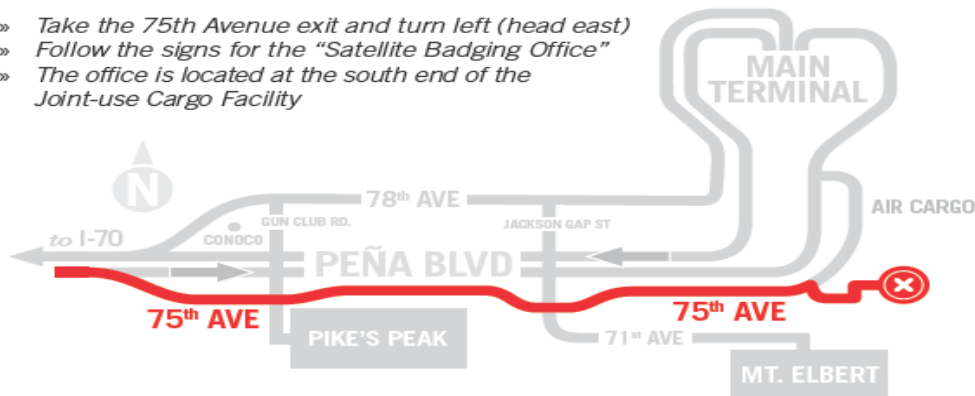 » Take the 75th Avenue exit and turn left (head east)
» Follow the signs for the “Satellite Badging Office”
» The office is located at the south end of the
Joint-use Cargo Facility
MAIN
TERMINAL
N
78th AVE
AIR CARGO
GUN CLUB RD.
JACKSON GAP ST
to I-70
CONOCO
PEÑA BLVD
75th AVE
75th AVE
PIKE'S PEAK
71st AVE
MT. ELBERT